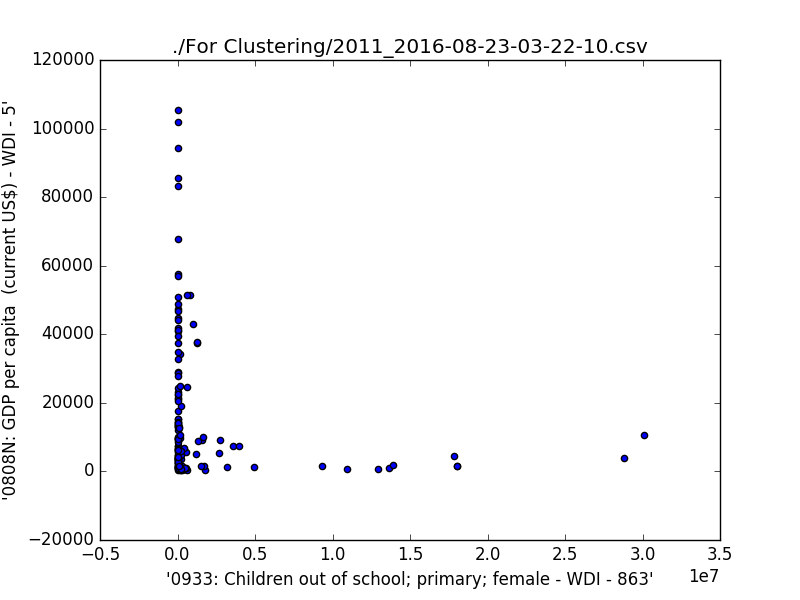 ./For Clustering/2011_2016-08-23-03-22-10.csv
'0808N: GDP per capita  (current US$) - WDI - 5'
120000
100000
80000
60000
40000
20000
0
−20000
−0.5 0.0 0.5 1.0 1.5 2.0 2.5 3.0 3.5
1e7
'0933: Children out of school; primary; female - WDI - 863'